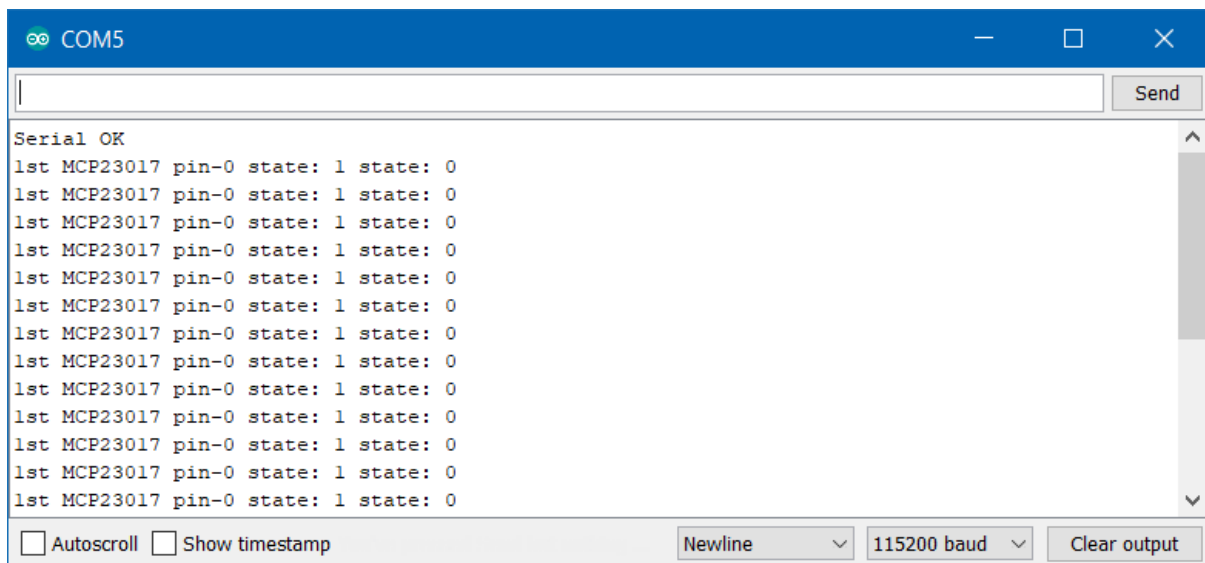 COM5
Send
Serial OK
1st MCP23017 pin-0 state: 1 state: 0
1st MCP23017 pin-0 state: 1 state: 0
1st MCP23017 pin-0 state: 1 state: 0
1st MCP23017 pin-0 state: 1 state: 0
1st MCP23017 pin-0 state: 1 state: 0
1st MCP23017 pin-0 state: 1 state: 0
1st MCP23017 pin-0 state: 1 state: 0
1st MCP23017 pin-0 state: 1 state: 0
1st MCP23017 pin-0 state: 1 state: 0
1st MCP23017 pin-0 state: 1 state: 0
1st MCP23017 pin-0 state: 1 state: 0
1st MCP23017 pin-0 state: 1 state: 0
1st MCP23017 pin-0 state: 1 state: 0
Autoscroll Show timestamp Newline 115200 baud Clear output